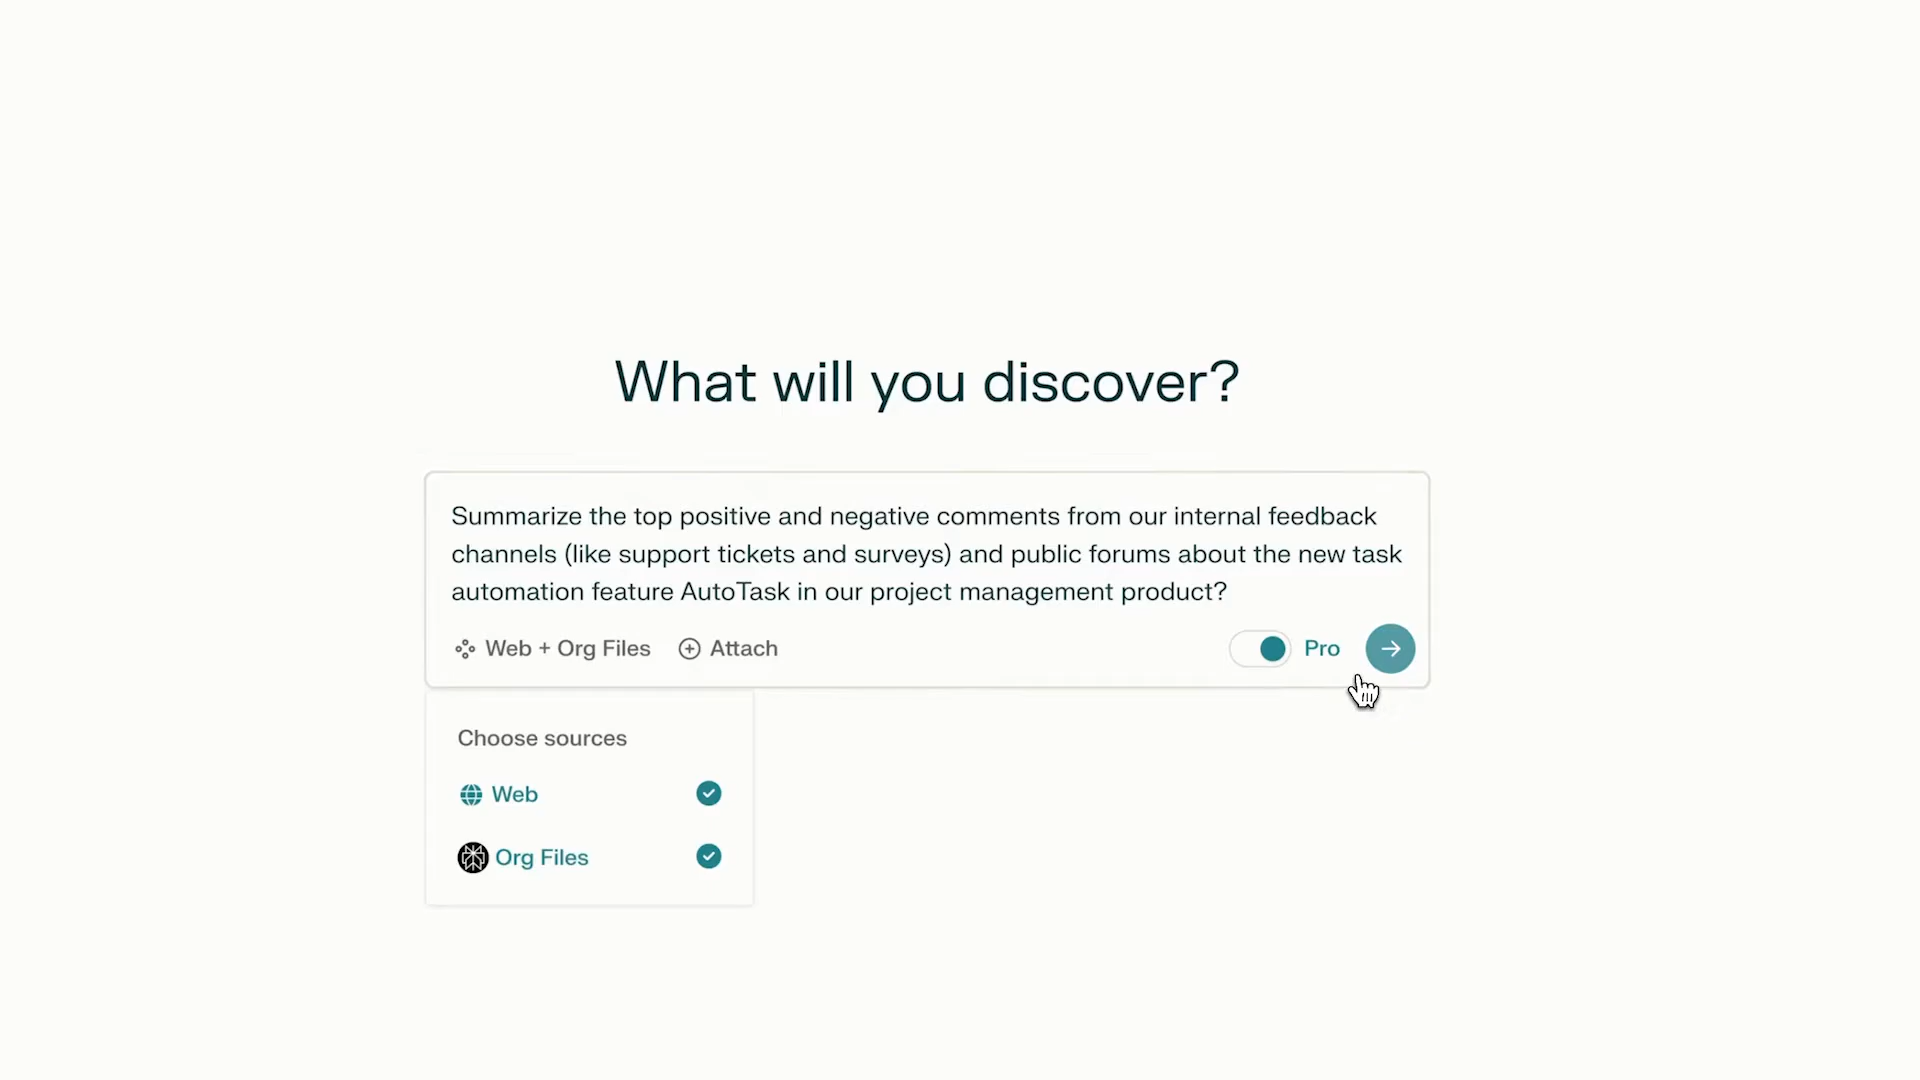 What will you discover?
Summarize the top positive and negative comments from our internal feedback
channels (like support tickets and surveys) and public forums about the new task
automation feature AutoTask in our project management product?
Web + Org Files Attach Pro
Choose sources
Web
Org Files